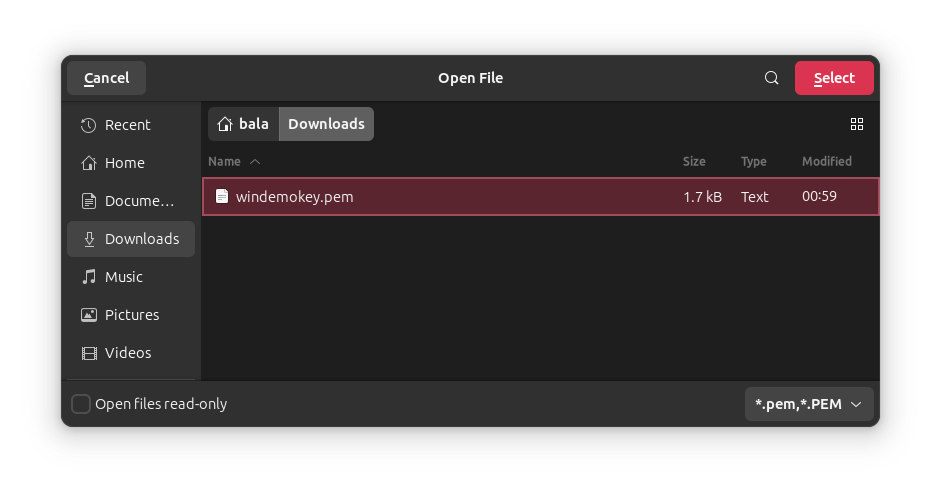 Cancel
Open File
Select
Recent
Home
Docume…
Downloads
Music
Pictures
Videos
bala
Downloads
Name
Size
Type
Modified
windemokey.pem
1.7 kB
Text
00:59
Open files read-only
*.pem,*.PEM